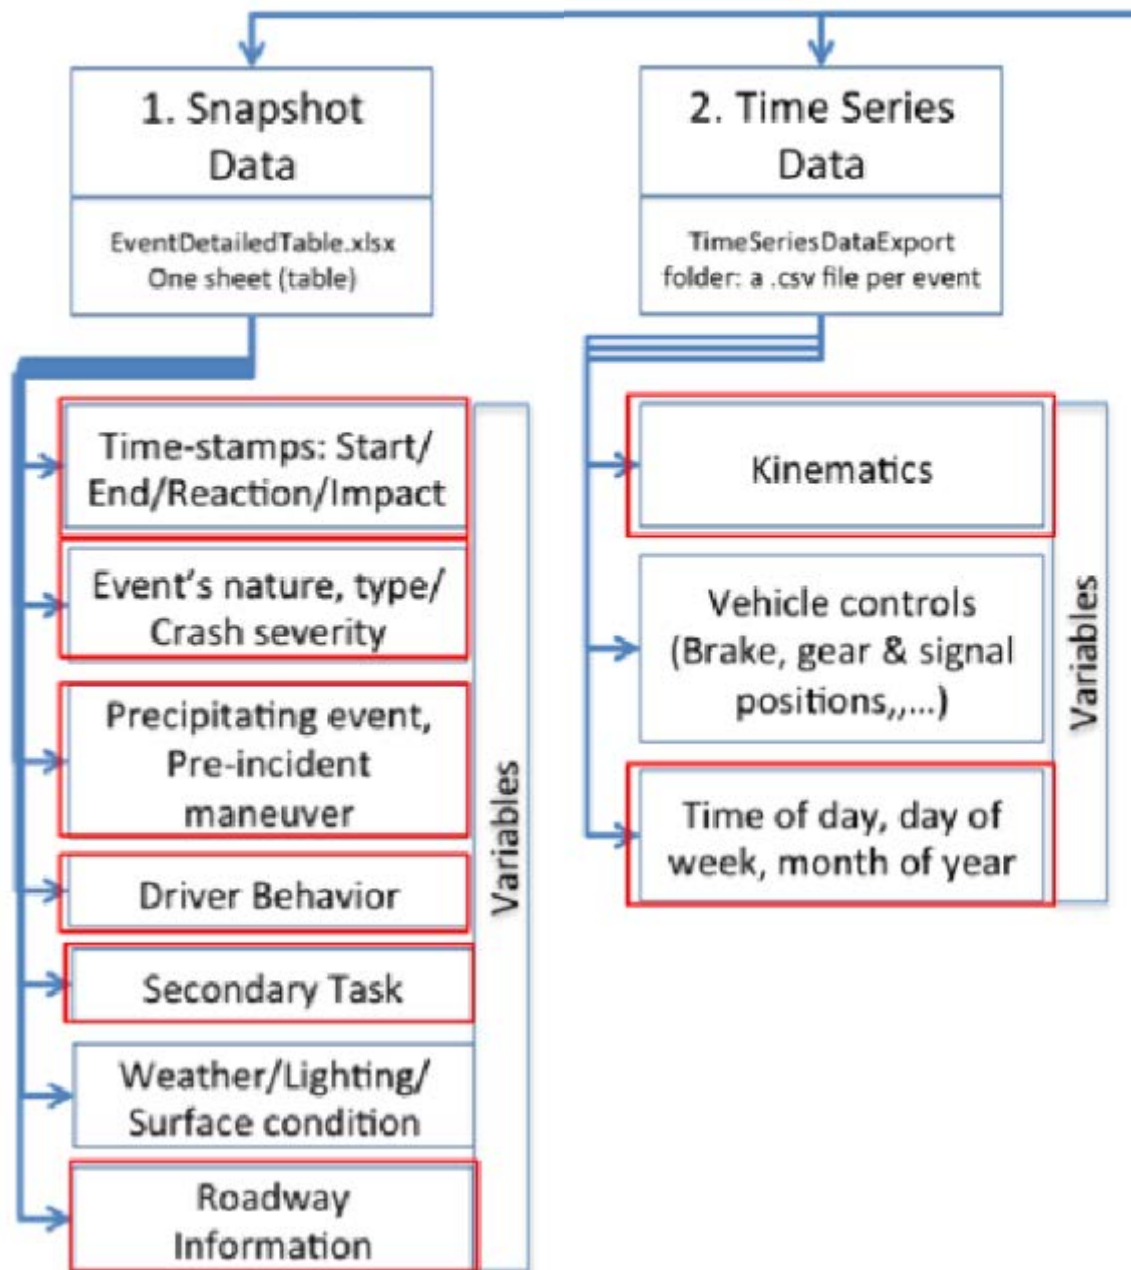 1. Snapshot
Data
EventDetailedTable.xlsx
One sheet (table)
Time-stamps: Start/
End/Reaction/Impact
Event's nature, type/
Crash severity
Precipitating event,
Pre-incident
maneuver
Driver Behavior
Secondary Task
Weather/Lighting/
Surface condition
Roadway
Information
Variables
2. Time Series
Data
TimeSeriesDataExport
folder: a .csv file per event
Kinematics
Vehicle controls
(Brake, gear & signal
positions,,...)
Time of day, day of
week, month of year
Variables